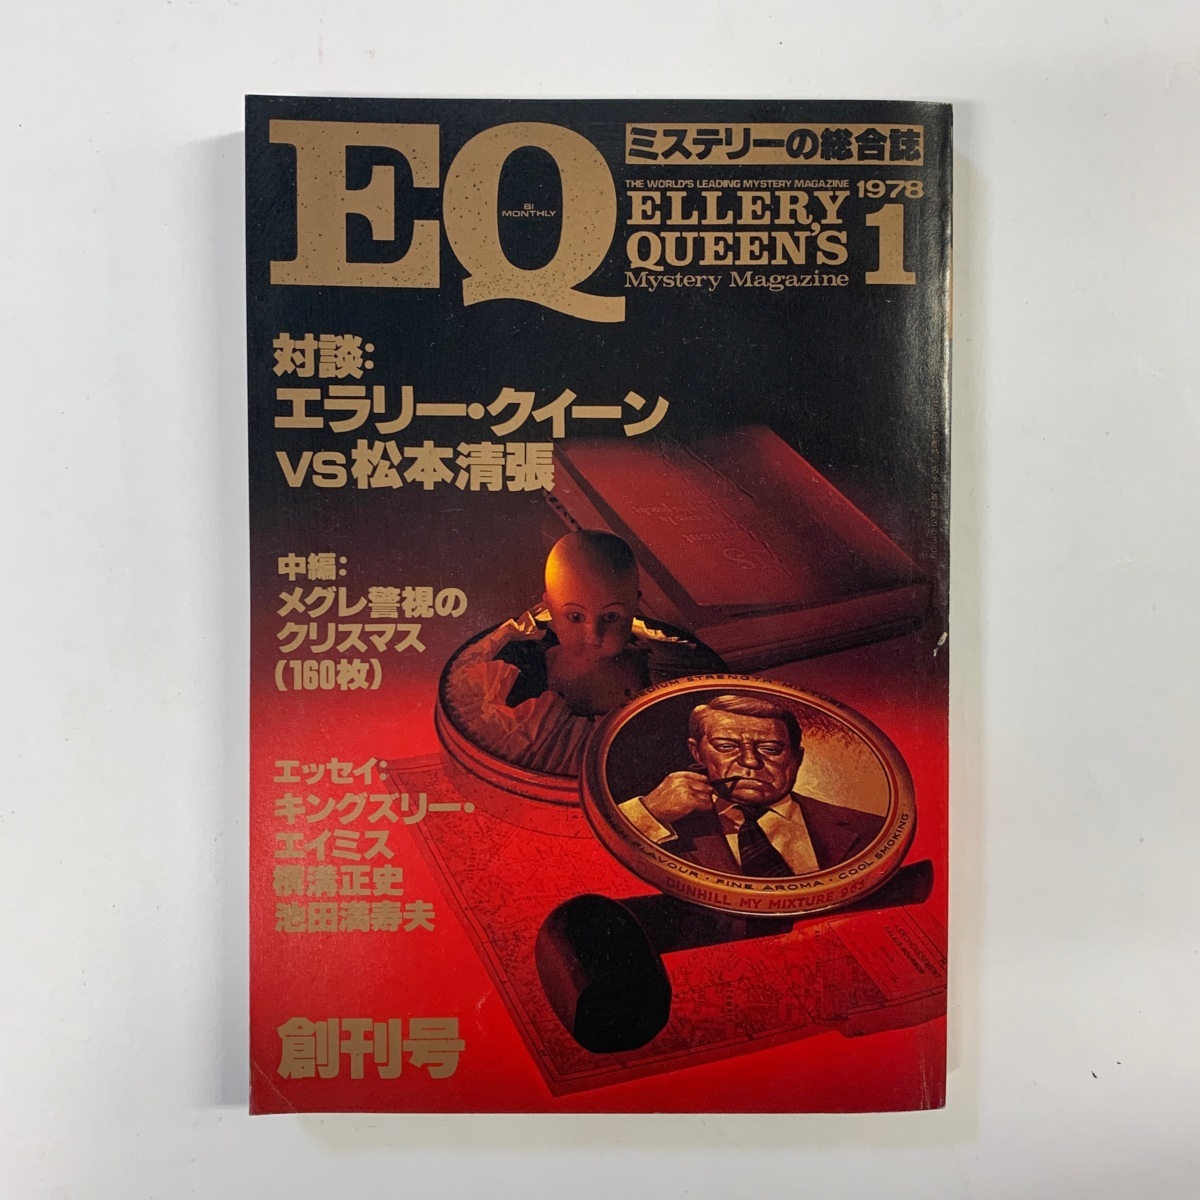 EQ
BI
MONTHLY
ミステリーの総合誌
THE WORLD'S LEADING MYSTERY MAGAZINE
ELLERY
QUEEN'S
Mystery Magazine
1978
1
対談:
エラリー・クイーン
VS松本清張
中編:
メグレ警視の
クリスマス
(160枚)
エッセイ:
キングズリー・
エイミス
横溝正史
池田満寿夫
創刊号
MEDIUM STRENGTH MIXTURE
RICH FLAVOUR · FINE AROMA · COOL SMOKING
DUNHILL MY MIXTURE 965
ARRONDISSEMENT
PALAIS-BOURBON